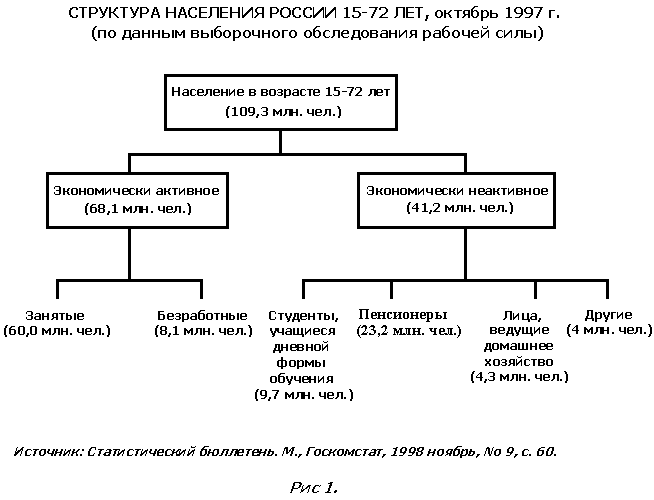 СТРУКТУРА НАСЕЛЕНИЯ РОССИИ 15-72 ЛЕТ, октябрь 1997 г.
(по данным выборочного обследования рабочей силы)
Население в возрасте 15-72 лет
(109,3 млн. чел.)
Экономически активное
(68,1 млн. чел.)
Экономически неактивное
(41,2 млн. чел.)
Занятые
(60,0 млн. чел.)
Безработные
(8,1 млн. чел.)
Студенты,
учащиеся
дневной
формы
обучения
(9,7 млн. чел.)
Пенсионеры
(23,2 млн. чел.)
Лица,
ведущие
домашнее
хозяйство
(4,3 млн. чел.)
Другие
(4 млн. чел.)
Источник: Статистический бюллетень. М., Госкомстат, 1998 ноябрь, No 9, с. 60.
Рис 1.